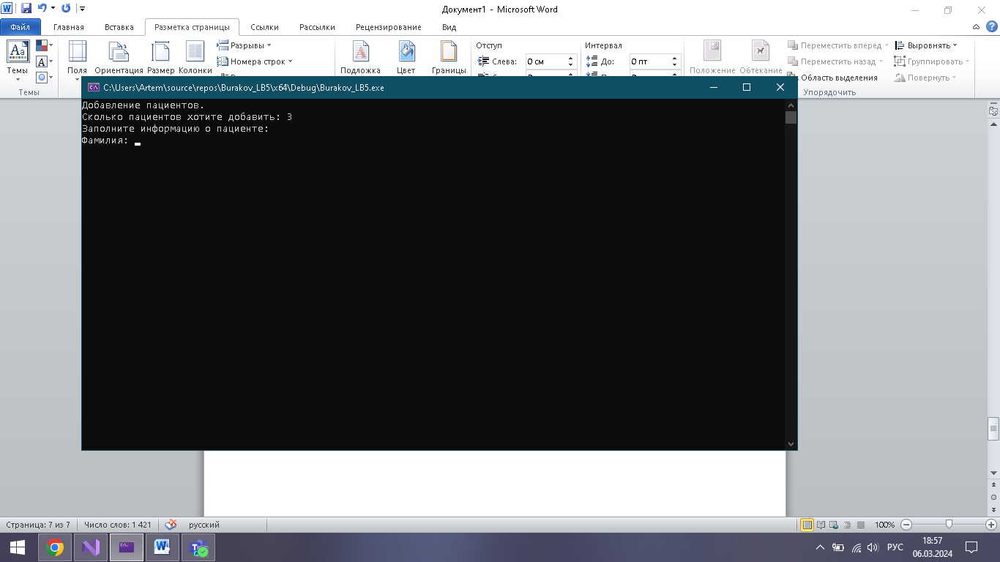 Документ1 - Microsoft Word
Файл Главная Вставка Разметка страницы Ссылки Рассылки Рецензирование Вид
Темы
Темы
Поля Ориентация Размер Колонки
Разрывы
Номера строк
Подложка Цвет Границы
страниц
Отступ
Слева: 0 см
Интервал
До: 0 пт
Положение Обтекание
Переместить вперед
Переместить назад
Область выделения
Выровнять
Группировать
Повернуть
Упорядочить
C:\Users\Artem\source\repos\Burakov_LB5\x64\Debug\Burakov_LB5.exe
Добавление пациентов.
Сколько пациентов хотите добавить: 3
Заполните информацию о пациенте:
Фамилия:
Страница: 7 из 7 Число слов: 1 421 русский 100%
РУС 18:57
06.03.2024